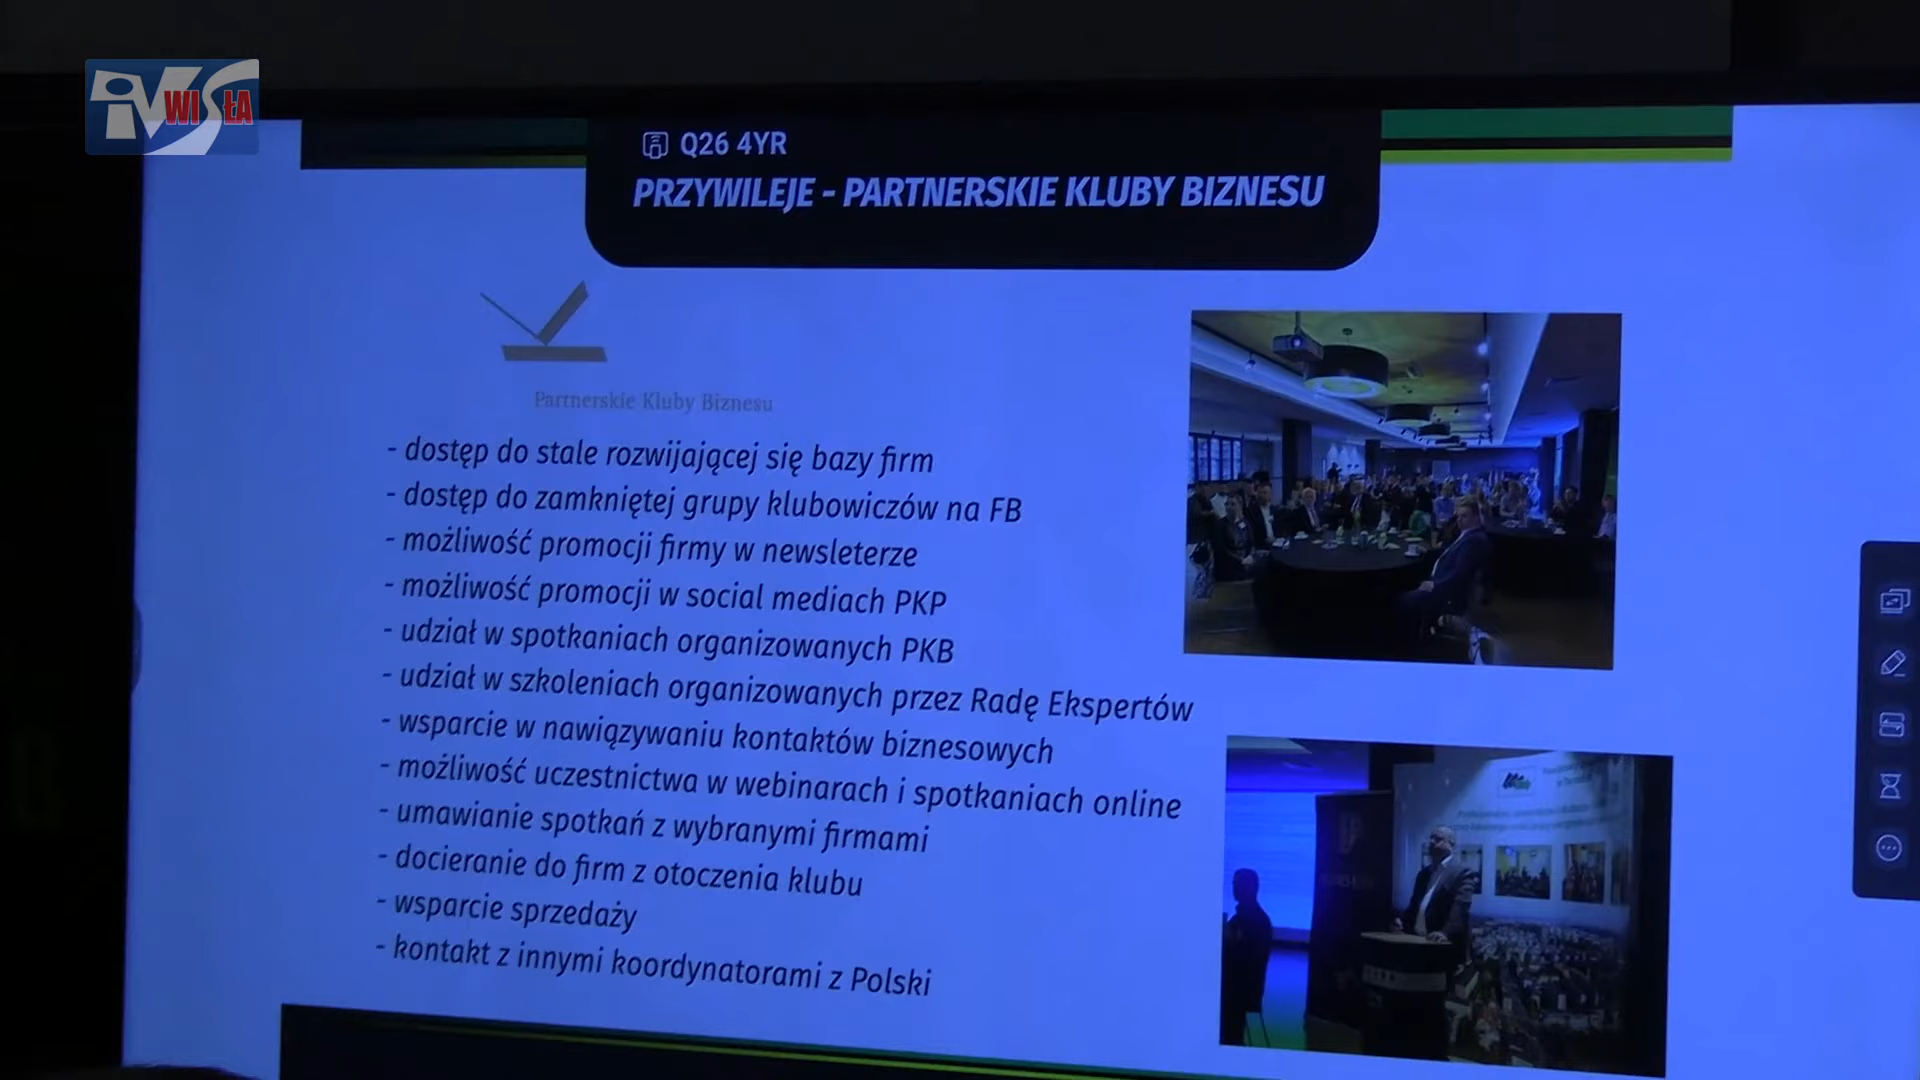 iVS WISŁA
Q26 4YR
PRZYWILEJE - PARTNERSKIE KLUBY BIZNESU
Partnerskie Kluby Biznesu
- dostęp do stale rozwijającej się bazy firm
- dostęp do zamkniętej grupy klubowiczów na FB
- możliwość promocji firmy w newsleterze
- możliwość promocji w social mediach PKP
- udział w spotkaniach organizowanych PKB
- udział w szkoleniach organizowanych przez Radę Ekspertów
- wsparcie w nawiązywaniu kontaktów biznesowych
- możliwość uczestnictwa w webinarach i spotkaniach online
- umawianie spotkań z wybranymi firmami
- docieranie do firm z otoczenia klubu
- wsparcie sprzedaży
- kontakt z innymi koordynatorami z Polski